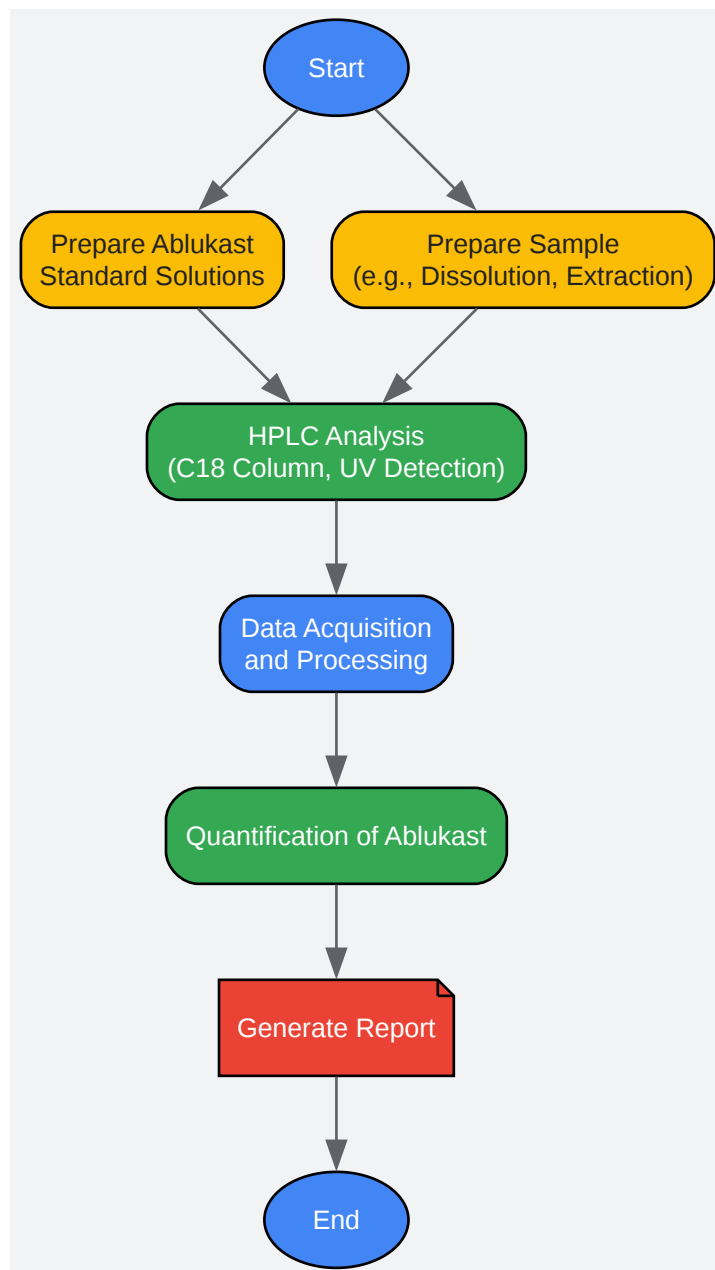 Start
Prepare Ablukast
Standard Solutions
Prepare Sample
(e.g., Dissolution, Extraction)
HPLC Analysis
(C18 Column, UV Detection)
Data Acquisition
and Processing
Quantification of Ablukast
Generate Report
End